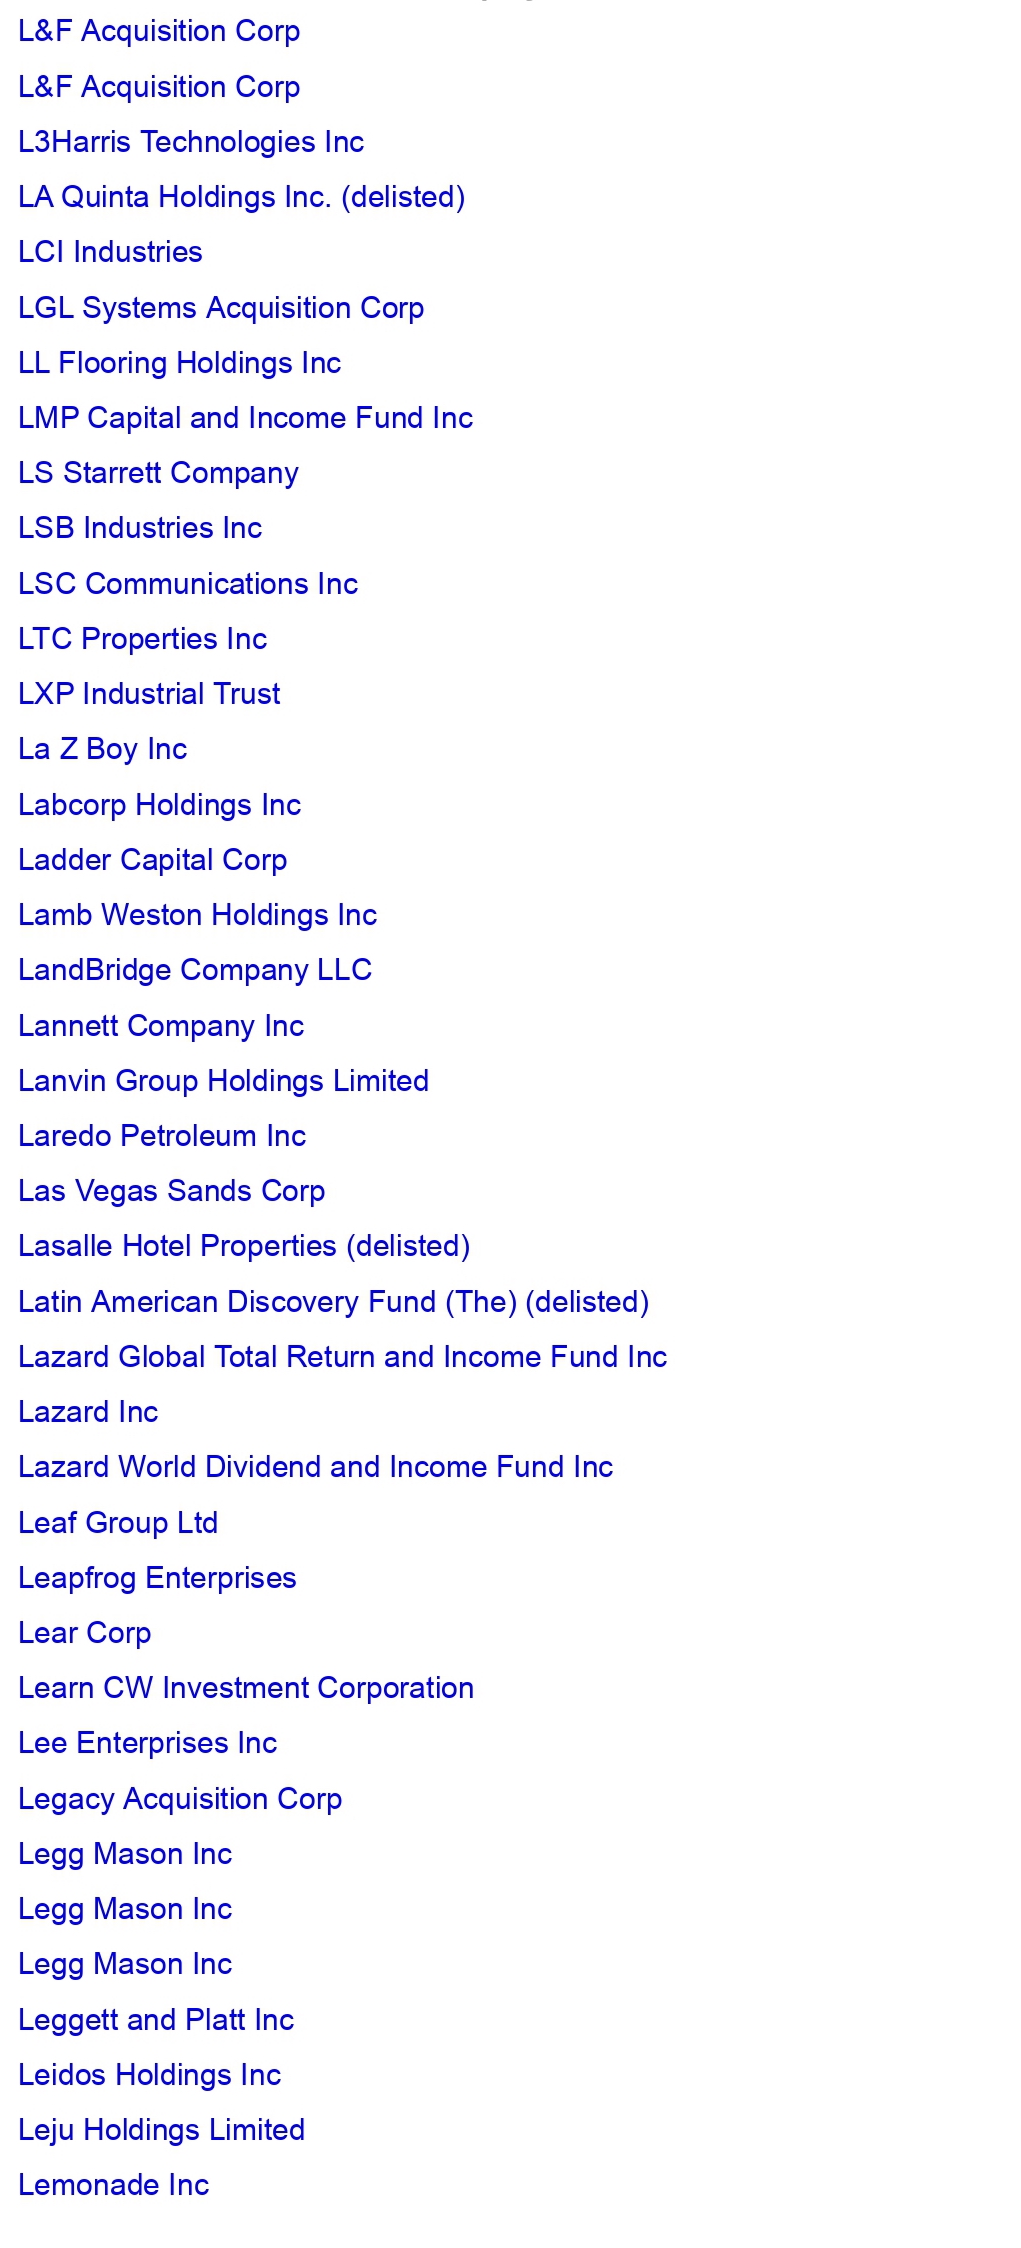 L&F Acquisition Corp
L&F Acquisition Corp
L3Harris Technologies Inc
LA Quinta Holdings Inc. (delisted)
LCI Industries
LGL Systems Acquisition Corp
LL Flooring Holdings Inc
LMP Capital and Income Fund Inc
LS Starrett Company
LSB Industries Inc
LSC Communications Inc
LTC Properties Inc
LXP Industrial Trust
La Z Boy Inc
Labcorp Holdings Inc
Ladder Capital Corp
Lamb Weston Holdings Inc
LandBridge Company LLC
Lannett Company Inc
Lanvin Group Holdings Limited
Laredo Petroleum Inc
Las Vegas Sands Corp
Lasalle Hotel Properties (delisted)
Latin American Discovery Fund (The) (delisted)
Lazard Global Total Return and Income Fund Inc
Lazard Inc
Lazard World Dividend and Income Fund Inc
Leaf Group Ltd
Leapfrog Enterprises
Lear Corp
Learn CW Investment Corporation
Lee Enterprises Inc
Legacy Acquisition Corp
Legg Mason Inc
Legg Mason Inc
Legg Mason Inc
Leggett and Platt Inc
Leidos Holdings Inc
Leju Holdings Limited
Lemonade Inc